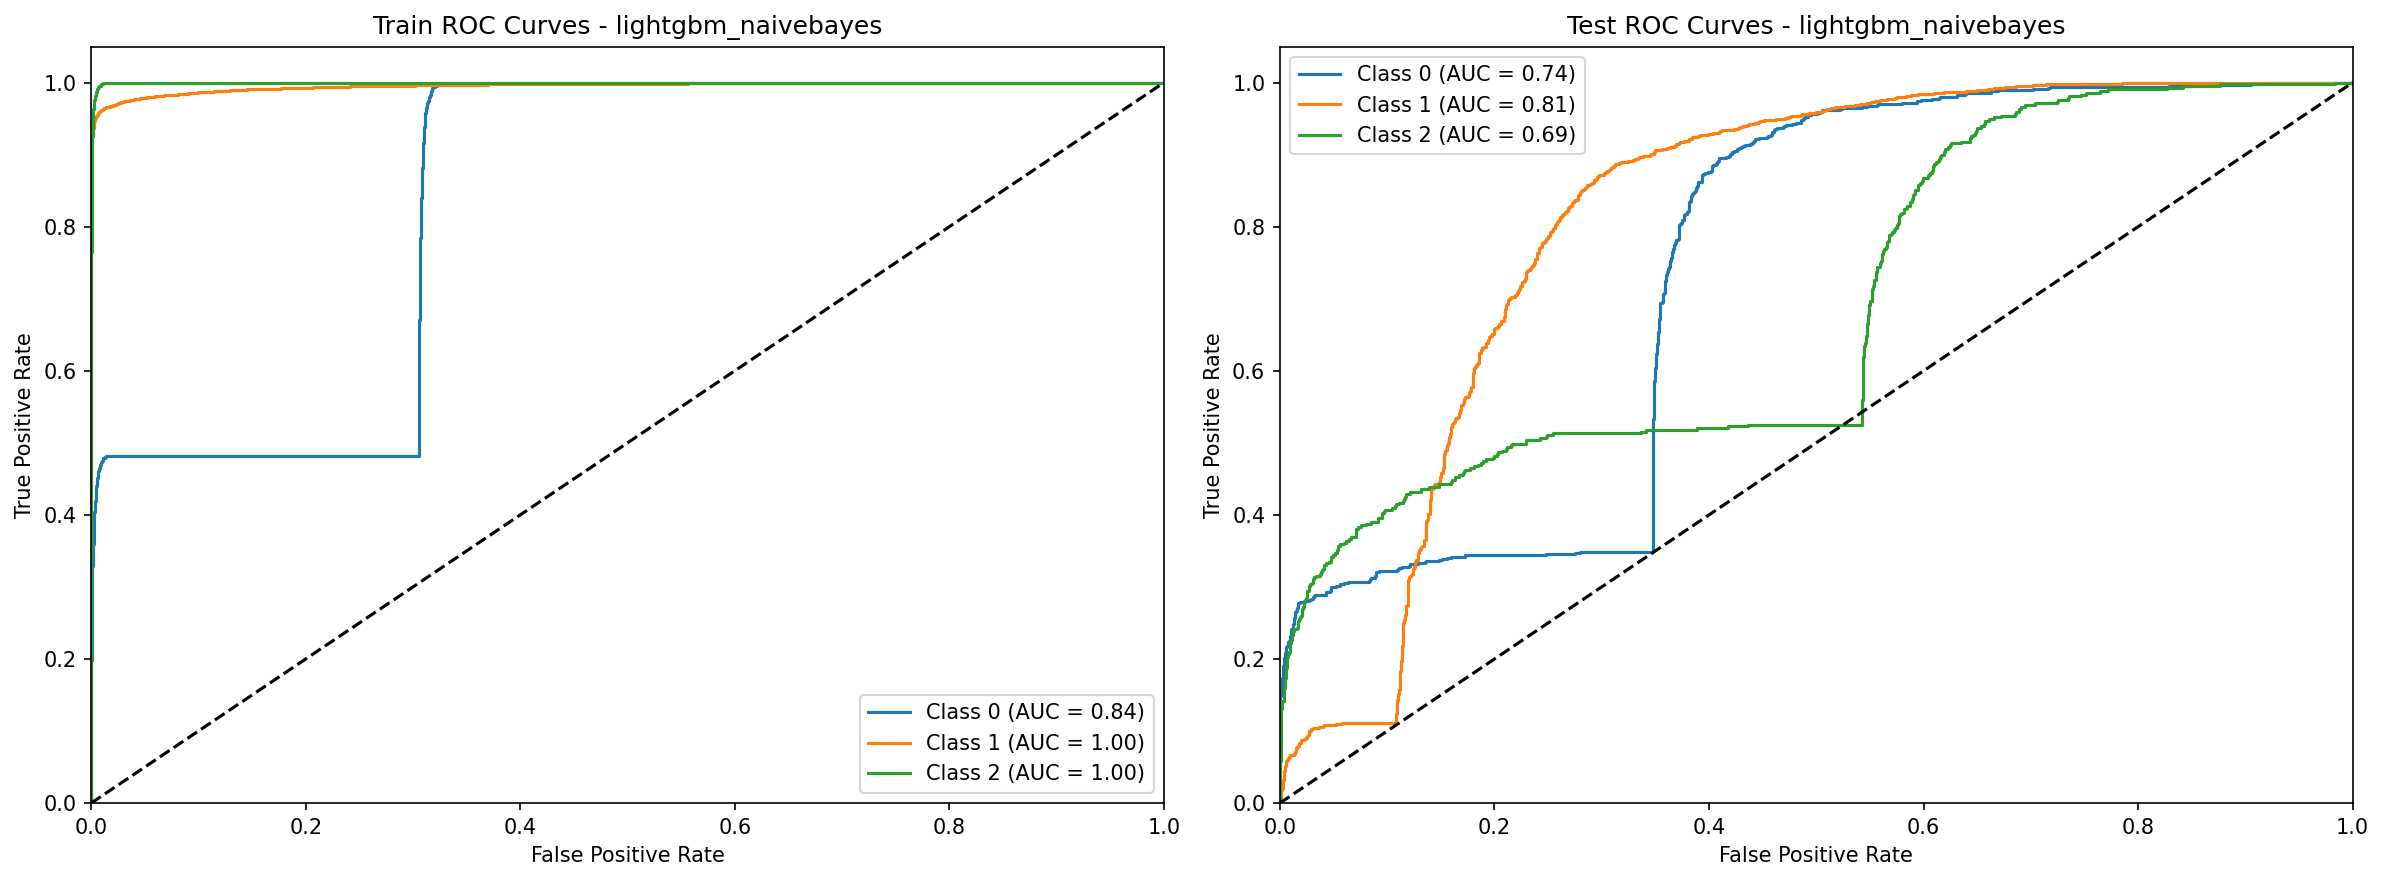 Train ROC Curves - lightgbm_naivebayes
1.0
0.8
0.6
0.4
0.2
0.0
True Positive Rate
Class 0 (AUC = 0.84)
Class 1 (AUC = 1.00)
Class 2 (AUC = 1.00)
0.0 0.2 0.4 0.6 0.8 1.0
False Positive Rate
Test ROC Curves - lightgbm_naivebayes
Class 0 (AUC = 0.74)
Class 1 (AUC = 0.81)
Class 2 (AUC = 0.69)
1.0
0.8
0.6
0.4
0.2
0.0
True Positive Rate
0.0 0.2 0.4 0.6 0.8 1.0
False Positive Rate